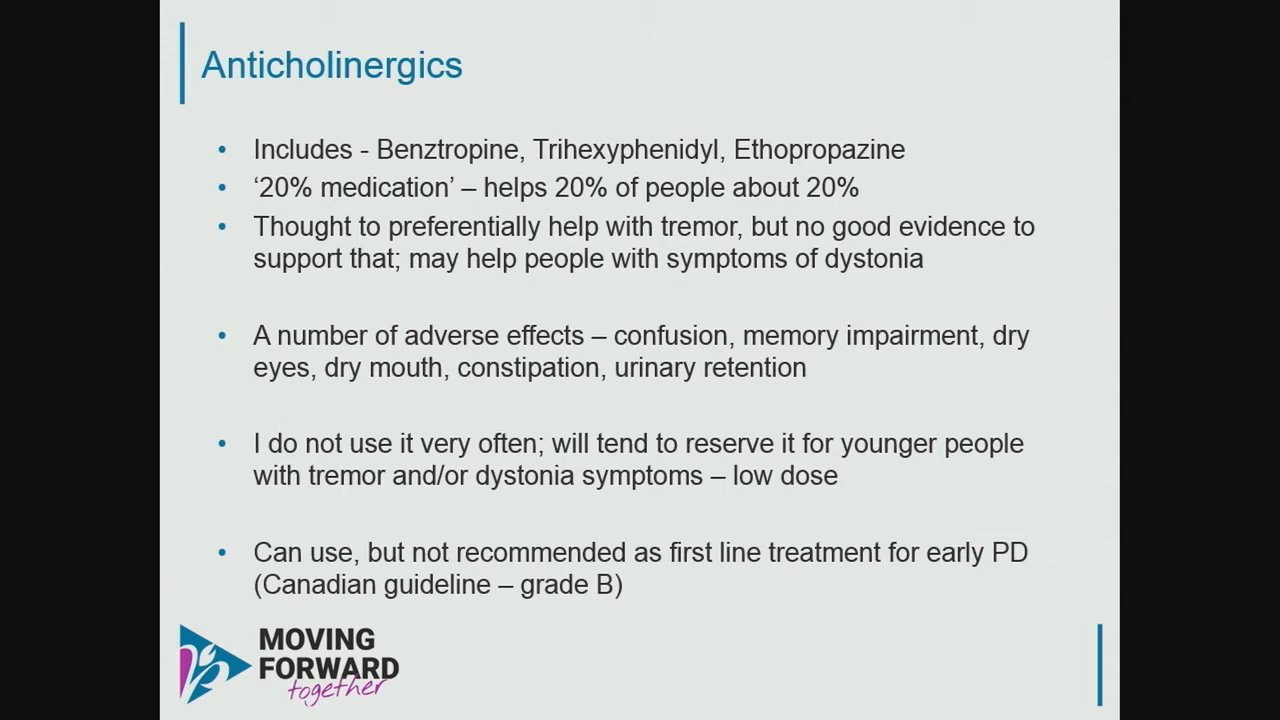 Anticholinergics
• Includes - Benztropine, Trihexyphenidyl, Ethopropazine
• ‘20% medication’ – helps 20% of people about 20%
• Thought to preferentially help with tremor, but no good evidence to
support that; may help people with symptoms of dystonia
• A number of adverse effects – confusion, memory impairment, dry
eyes, dry mouth, constipation, urinary retention
• I do not use it very often; will tend to reserve it for younger people
with tremor and/or dystonia symptoms – low dose
• Can use, but not recommended as first line treatment for early PD
(Canadian guideline – grade B)
MOVING
FORWARD
together